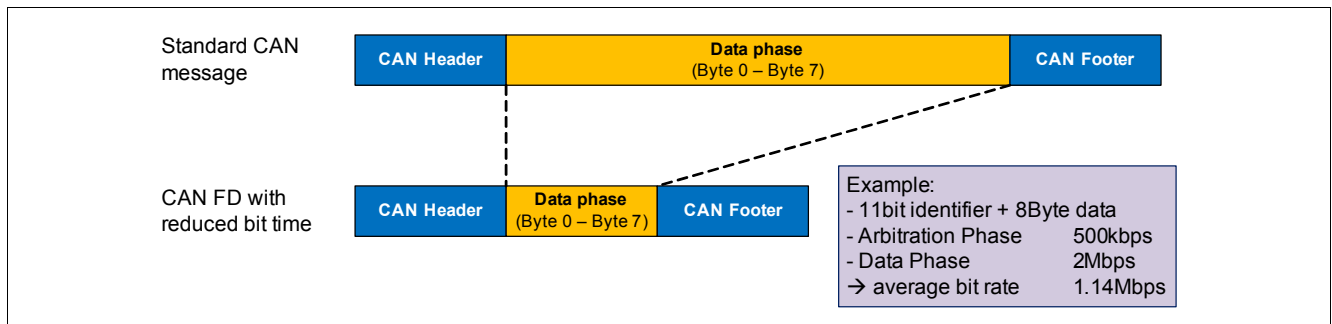 Standard CAN
message
CAN Header
Data phase
(Byte 0 – Byte 7)
CAN Footer
CAN FD with
reduced bit time
CAN Header
Data phase
(Byte 0 – Byte 7)
CAN Footer
Example:
- 11bit identifier + 8Byte data
- Arbitration Phase 500kbps
- Data Phase 2Mbps
→ average bit rate 1.14Mbps